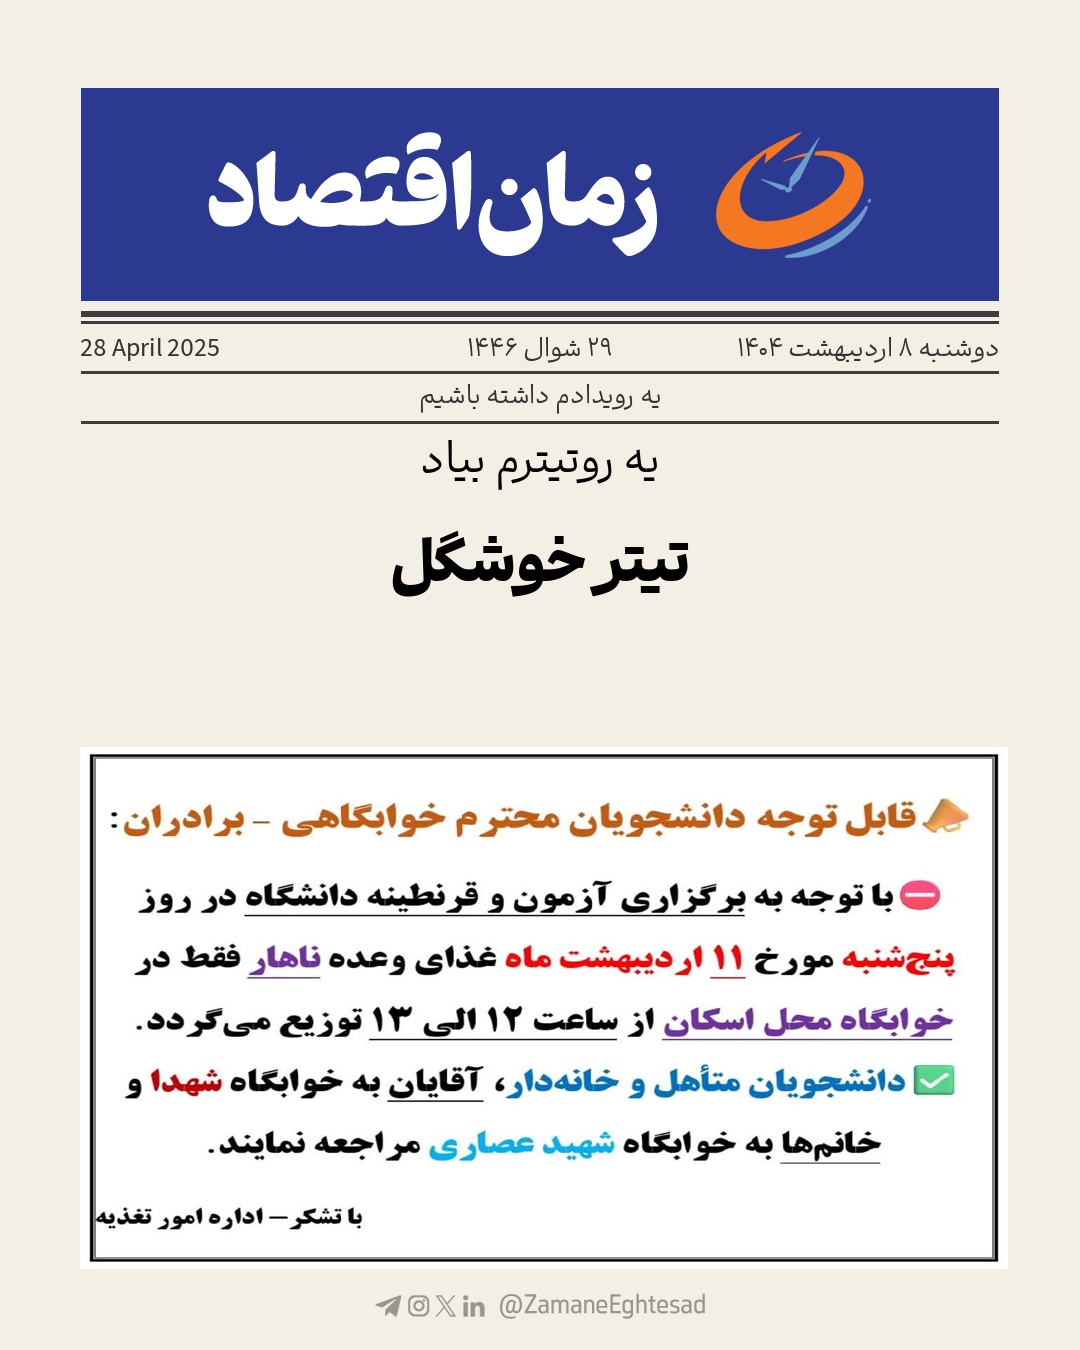 زمان‌اقتصاد
دوشنبه ۸ اردیبهشت ۱۴۰۴
۲۹ شوال ۱۴۴۶
28 April 2025
یه رویدادم داشته باشیم
یه روتیترم بیاد
تیتر خوشگل
قابل توجه دانشجویان محترم خوابگاهی – برادران:
با توجه به برگزاری آزمون و قرنطینه دانشگاه در روز
پنج‌شنبه مورخ ۱۱ اردیبهشت ماه غذای وعده ناهار فقط در
خوابگاه محل اسکان از ساعت ۱۲ الی ۱۳ توزیع می‌گردد.
دانشجویان متأهل و خانه‌دار، آقایان به خوابگاه شهدا و
خانم‌ها به خوابگاه شهید عصاری مراجعه نمایند.
با تشکر– اداره امور تغذیه
@ZamaneEghtesad